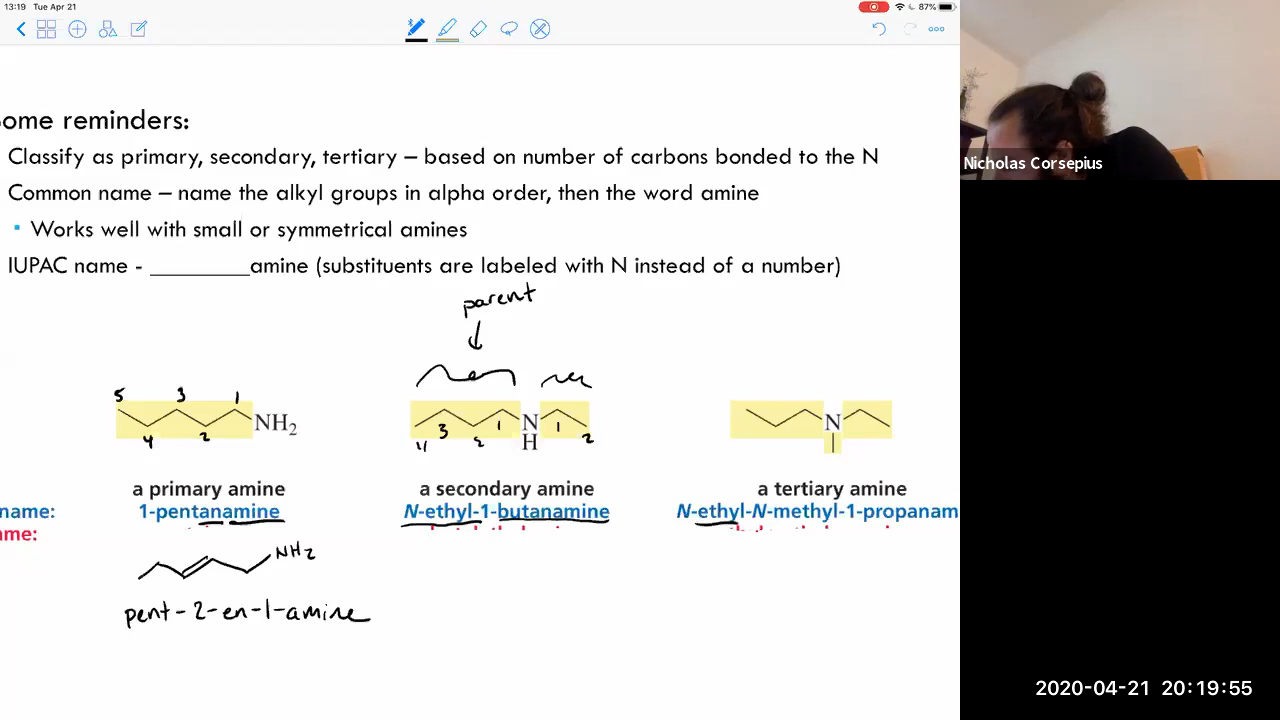 13:19 Tue Apr 21
87%
ome reminders:
Classify as primary, secondary, tertiary – based on number of carbons bonded to the N
Nicholas Corsepius
Common name – name the alkyl groups in alpha order, then the word amine
▪ Works well with small or symmetrical amines
IUPAC name - _________amine (substituents are labeled with N instead of a number)
parent
5 3 1
NH2
4 2
4 3 2 1 N H 1 2
N
a primary amine a secondary amine a tertiary amine
name: 1-pentanamine N-ethyl-1-butanamine N-ethyl-N-methyl-1-propanam
ame:
NH2
pent-2-en-1-amine
2020-04-21 20:19:55